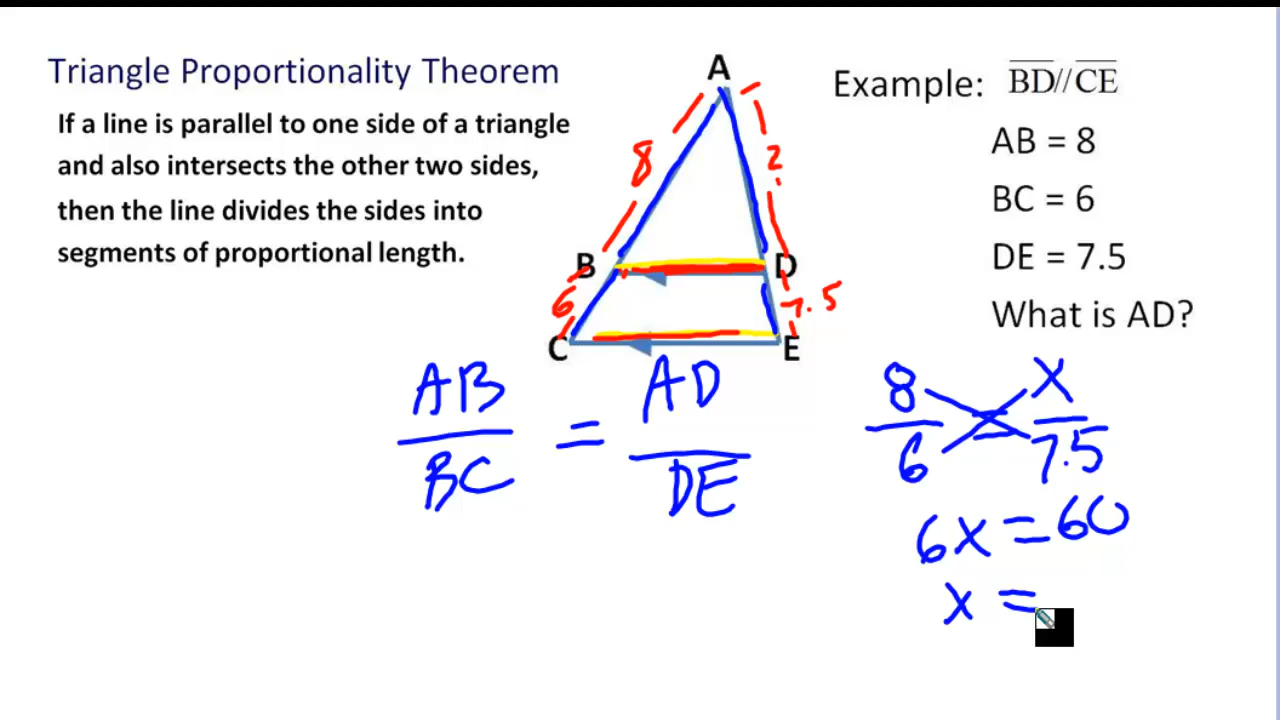 Triangle Proportionality Theorem
If a line is parallel to one side of a triangle
and also intersects the other two sides,
then the line divides the sides into
segments of proportional length.
A
8
?
B
D
6
7.5
C
E
Example: BD//CE
AB = 8
BC = 6
DE = 7.5
What is AD?
AB = AD
BC DE
8 = x
6 7.5
6x = 60
x =